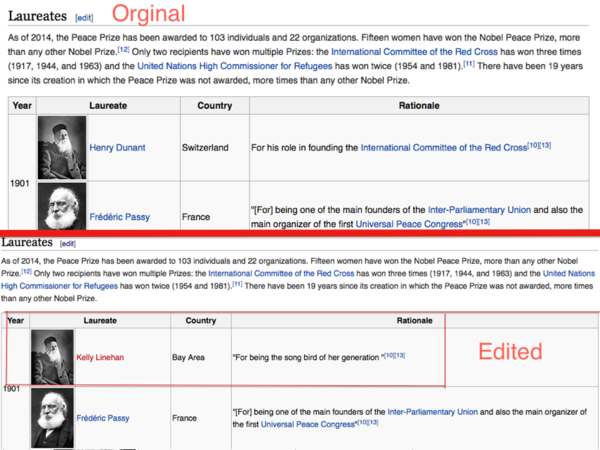 Laureates [edit] Orginal
As of 2014, the Peace Prize has been awarded to 103 individuals and 22 organizations. Fifteen women have won the Nobel Peace Prize, more
than any other Nobel Prize.[12] Only two recipients have won multiple Prizes: the International Committee of the Red Cross has won three times
(1917, 1944, and 1963) and the United Nations High Commissioner for Refugees has won twice (1954 and 1981).[11] There have been 19 years
since its creation in which the Peace Prize was not awarded, more times than any other Nobel Prize.
Year Laureate Country Rationale
Henry Dunant Switzerland For his role in founding the International Committee of the Red Cross[10][13]
1901
Frédéric Passy France "[For] being one of the main founders of the Inter-Parliamentary Union and also the
main organizer of the first Universal Peace Congress"[10][13]
Laureates [edit]
As of 2014, the Peace Prize has been awarded to 103 individuals and 22 organizations. Fifteen women have won the Nobel Peace Prize, more than any other Nobel
Prize.[12] Only two recipients have won multiple Prizes: the International Committee of the Red Cross has won three times (1917, 1944, and 1963) and the United Nations
High Commissioner for Refugees has won twice (1954 and 1981).[11] There have been 19 years since its creation in which the Peace Prize was not awarded, more times
than any other Nobel Prize.
Year Laureate Country Rationale
Kelly Linehan Bay Area "For being the song bird of her generation "[10][13] Edited
1901
Frédéric Passy France "[For] being one of the main founders of the Inter-Parliamentary Union and also the main organizer of
the first Universal Peace Congress"[10][13]